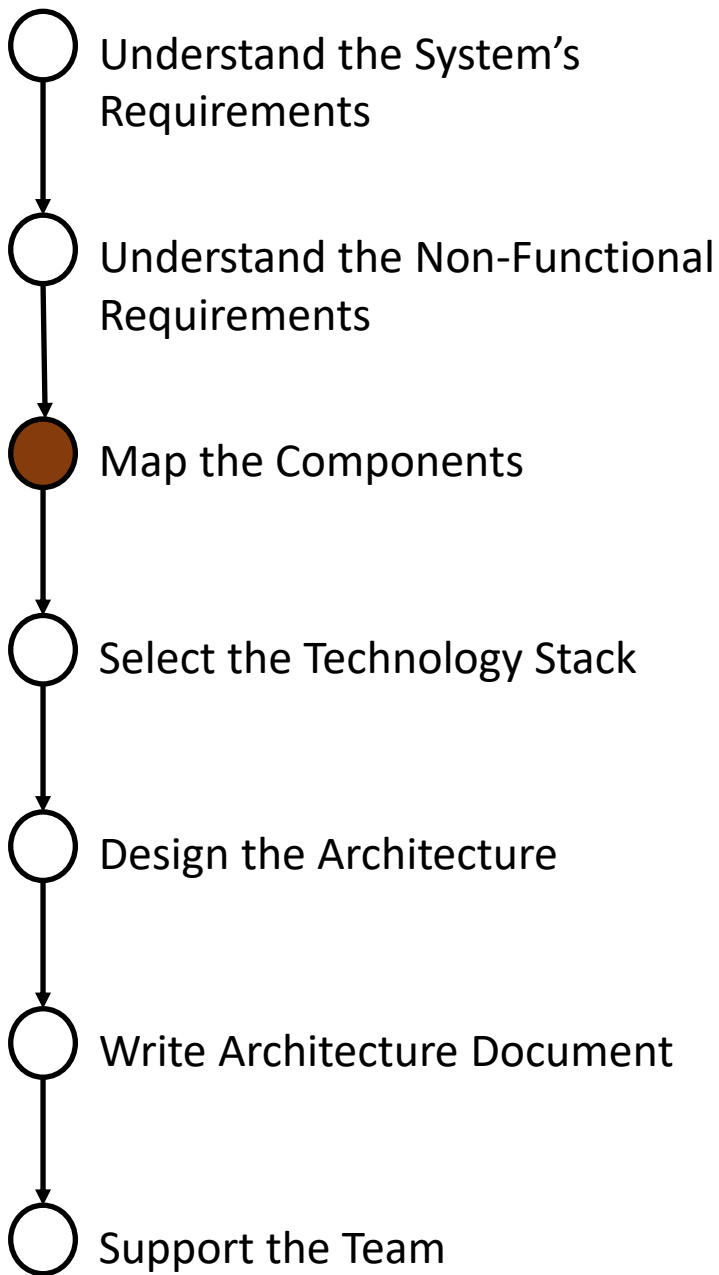 Understand the System’s
Requirements
Understand the Non-Functional
Requirements
Map the Components
Select the Technology Stack
Design the Architecture
Write Architecture Document
Support the Team